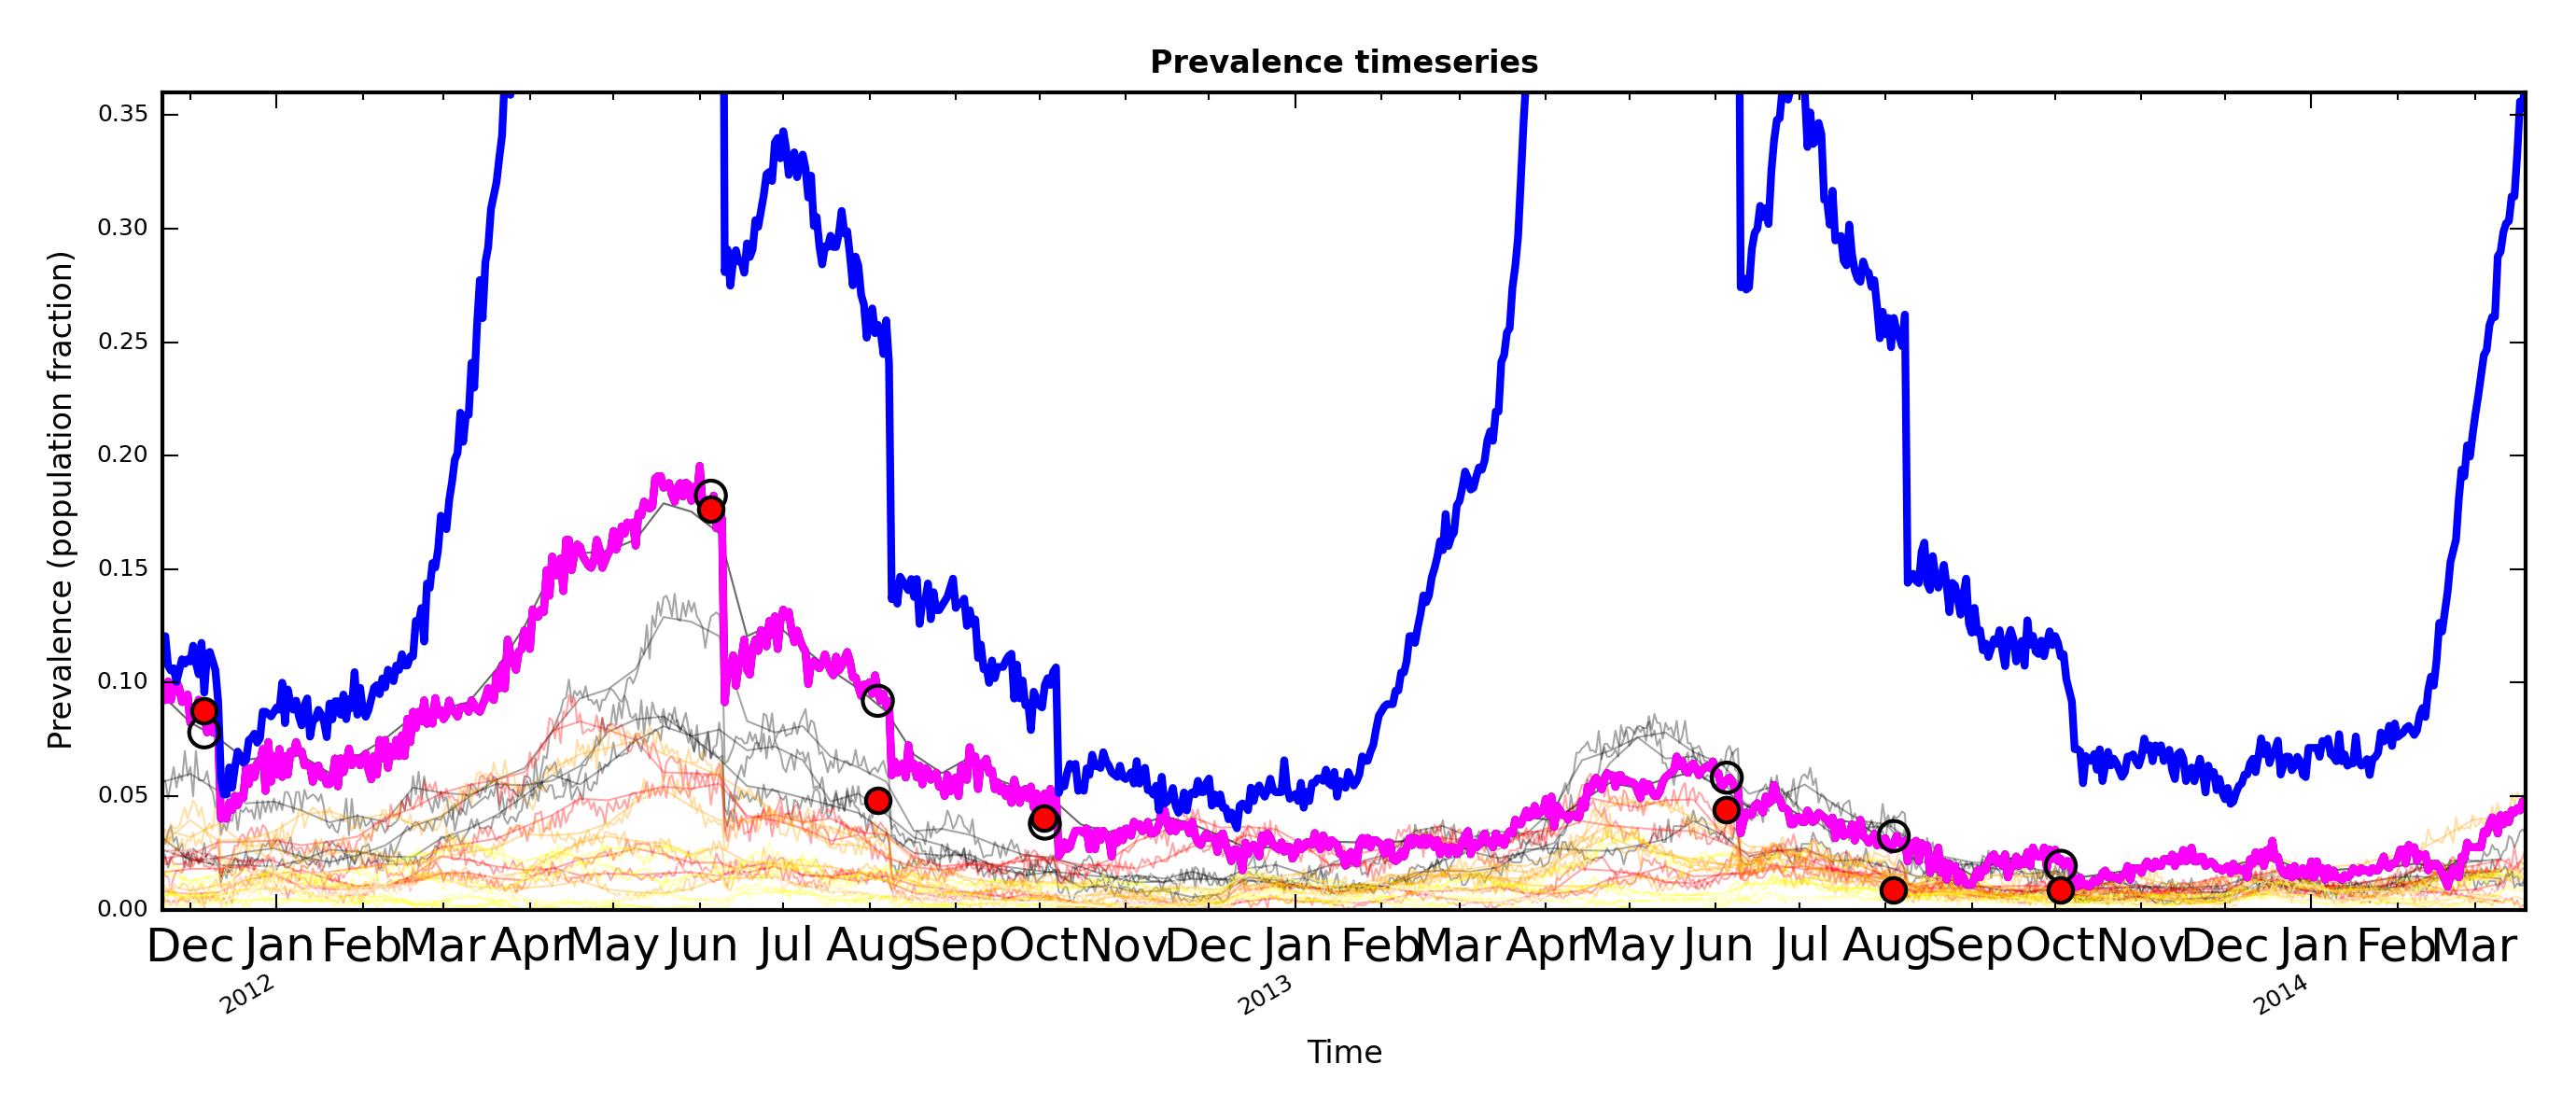 Prevalence timeseries
Prevalence (population fraction)
0.35
0.30
0.25
0.20
0.15
0.10
0.05
0.00
Dec Jan Feb Mar Apr May Jun Jul Aug Sep Oct Nov Dec Jan Feb Mar Apr May Jun Jul Aug Sep Oct Nov Dec Jan Feb Mar
2012 2013 2014
Time